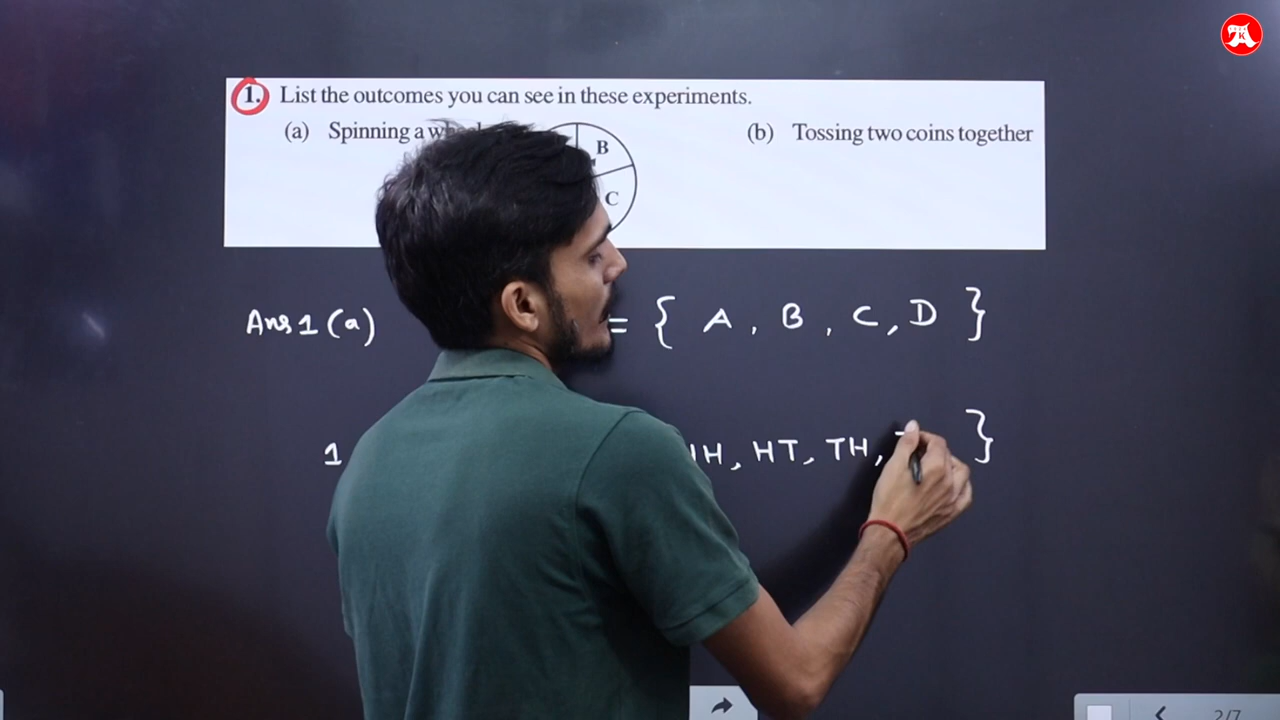 1. List the outcomes you can see in these experiments.
(a) Spinning a (b) Tossing two coins together
B
C
Ans 1 (a) = { A , B , C , D }
1 HH , HT , TH , }
2/7